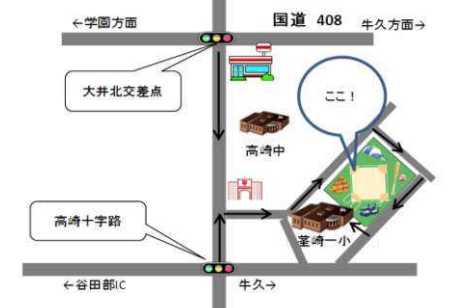 ←学園方面
国道 408
牛久方面→
大井北交差点
ここ！
高崎中
高崎十字路
茎崎一小
←谷田部IC
牛久→